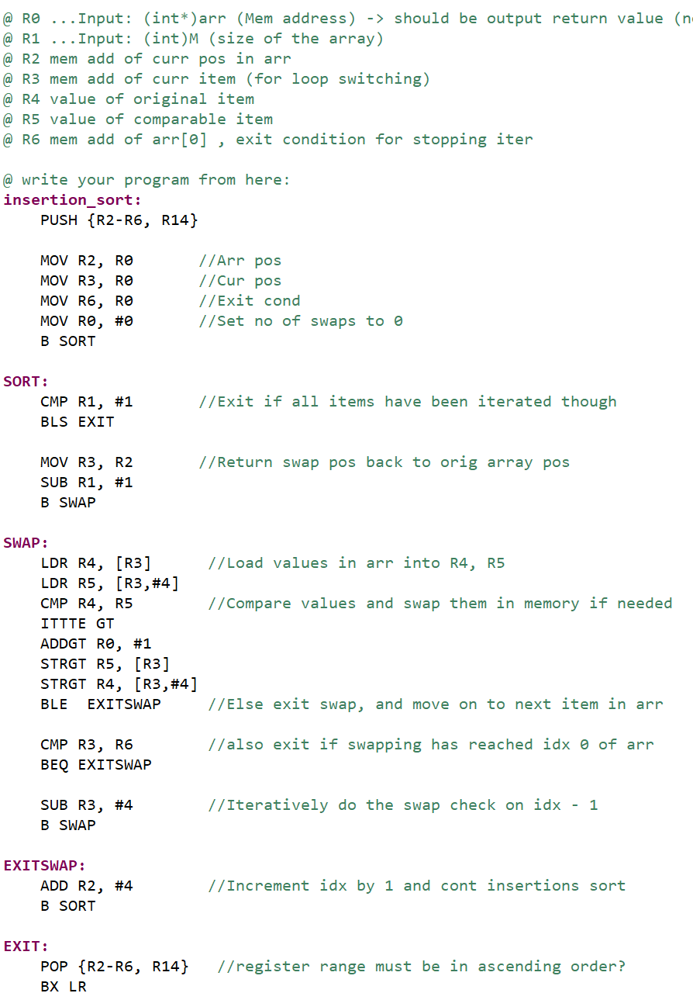 @ R0 ...Input: (int*)arr (Mem address) -> should be output return value
@ R1 ...Input: (int)M (size of the array)
@ R2 mem add of curr pos in arr
@ R3 mem add of curr item (for loop switching)
@ R4 value of original item
@ R5 value of comparable item
@ R6 mem add of arr[0] , exit condition for stopping iter
@ write your program from here:
insertion_sort:
PUSH {R2-R6, R14}
MOV R2, R0 //Arr pos
MOV R3, R0 //Cur pos
MOV R6, R0 //Exit cond
MOV R0, #0 //Set no of swaps to 0
B SORT
SORT:
CMP R1, #1 //Exit if all items have been iterated though
BLS EXIT
MOV R3, R2 //Return swap pos back to orig array pos
SUB R1, #1
B SWAP
SWAP:
LDR R4, [R3] //Load values in arr into R4, R5
LDR R5, [R3,#4]
CMP R4, R5 //Compare values and swap them in memory if needed
ITTTE GT
ADDGT R0, #1
STRGT R5, [R3]
STRGT R4, [R3,#4]
BLE EXITSWAP //Else exit swap, and move on to next item in arr
CMP R3, R6 //also exit if swapping has reached idx 0 of arr
BEQ EXITSWAP
SUB R3, #4 //Iteratively do the swap check on idx - 1
B SWAP
EXITSWAP:
ADD R2, #4 //Increment idx by 1 and cont insertions sort
B SORT
EXIT:
POP {R2-R6, R14} //register range must be in ascending order?
BX LR